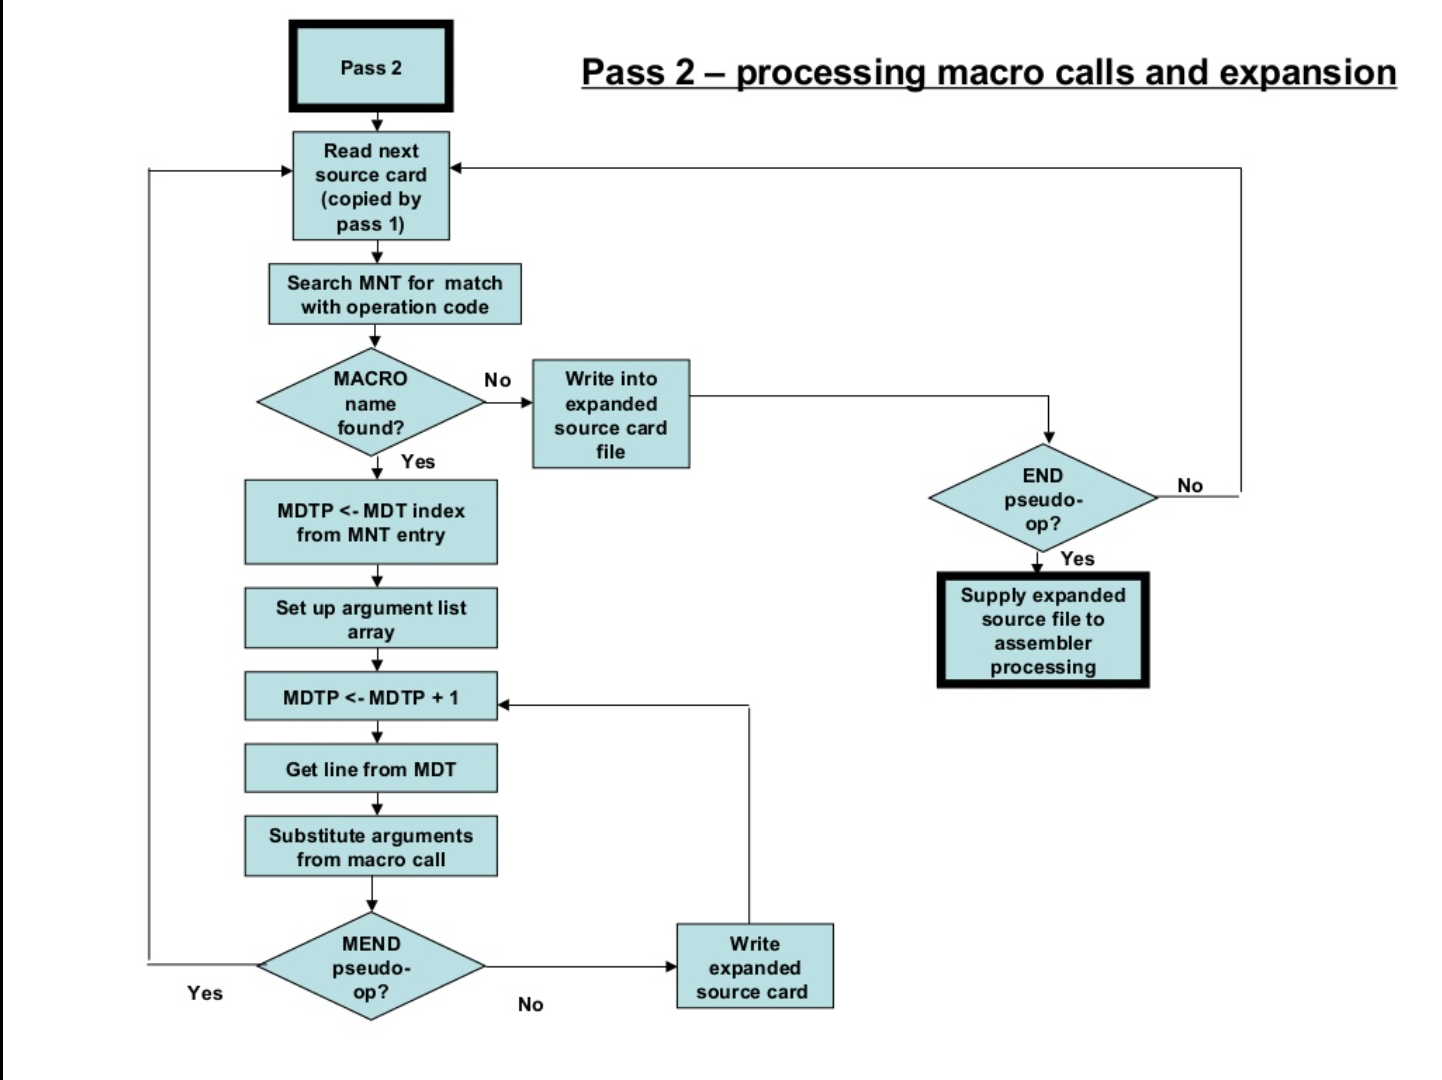 Pass 2
Pass 2 – processing macro calls and expansion
Read next
source card
(copied by
pass 1)
Search MNT for match
with operation code
MACRO
name
found?
No
Write into
expanded
source card
file
Yes
END
pseudo-
op?
No
Yes
MDTP <- MDT index
from MNT entry
Supply expanded
source file to
assembler
processing
Set up argument list
array
MDTP <- MDTP + 1
Get line from MDT
Substitute arguments
from macro call
MEND
pseudo-
op?
Yes
No
Write
expanded
source card